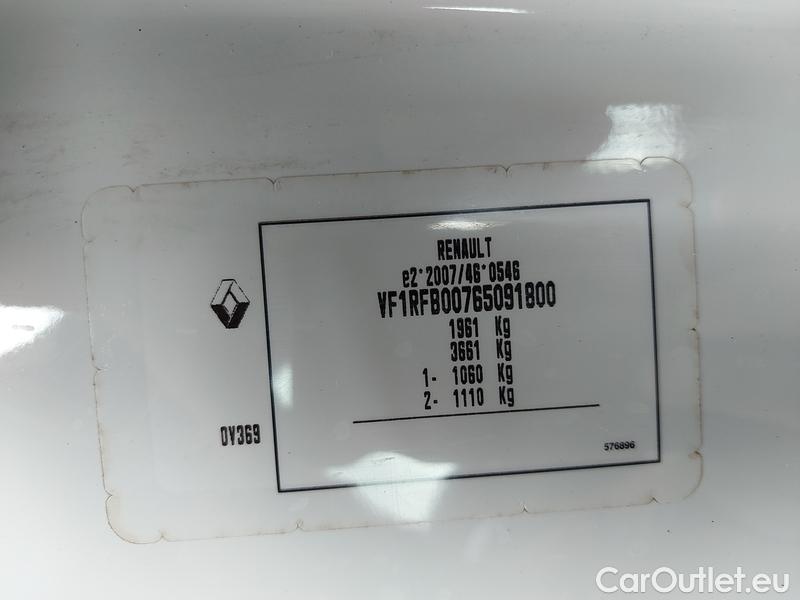 RENAULT
e2*2007/46*0546
VF1RFB00765091800
1961 Kg
3661 Kg
1- 1060 Kg
2- 1110 Kg
0V369
576896
CarOutlet.eu